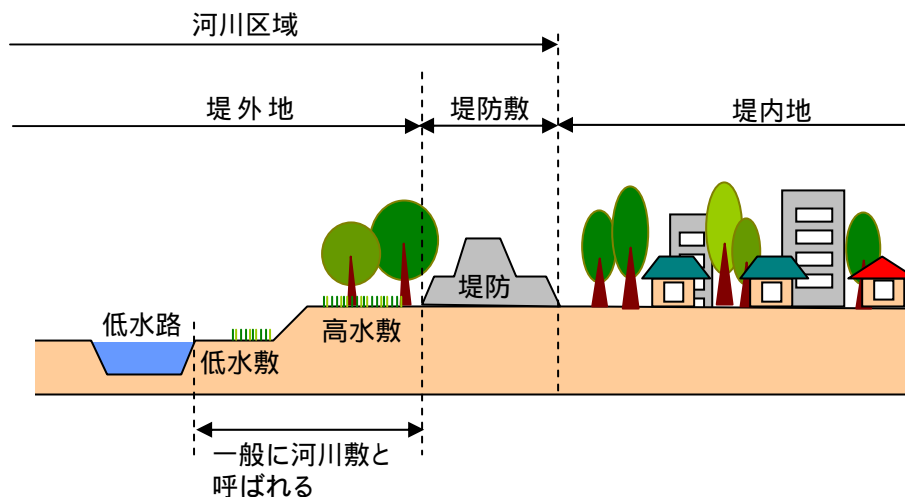 河川区域
堤外地
堤防敷
堤内地
堤防
低水路
高水敷
低水敷
一般に河川敷と
呼ばれる